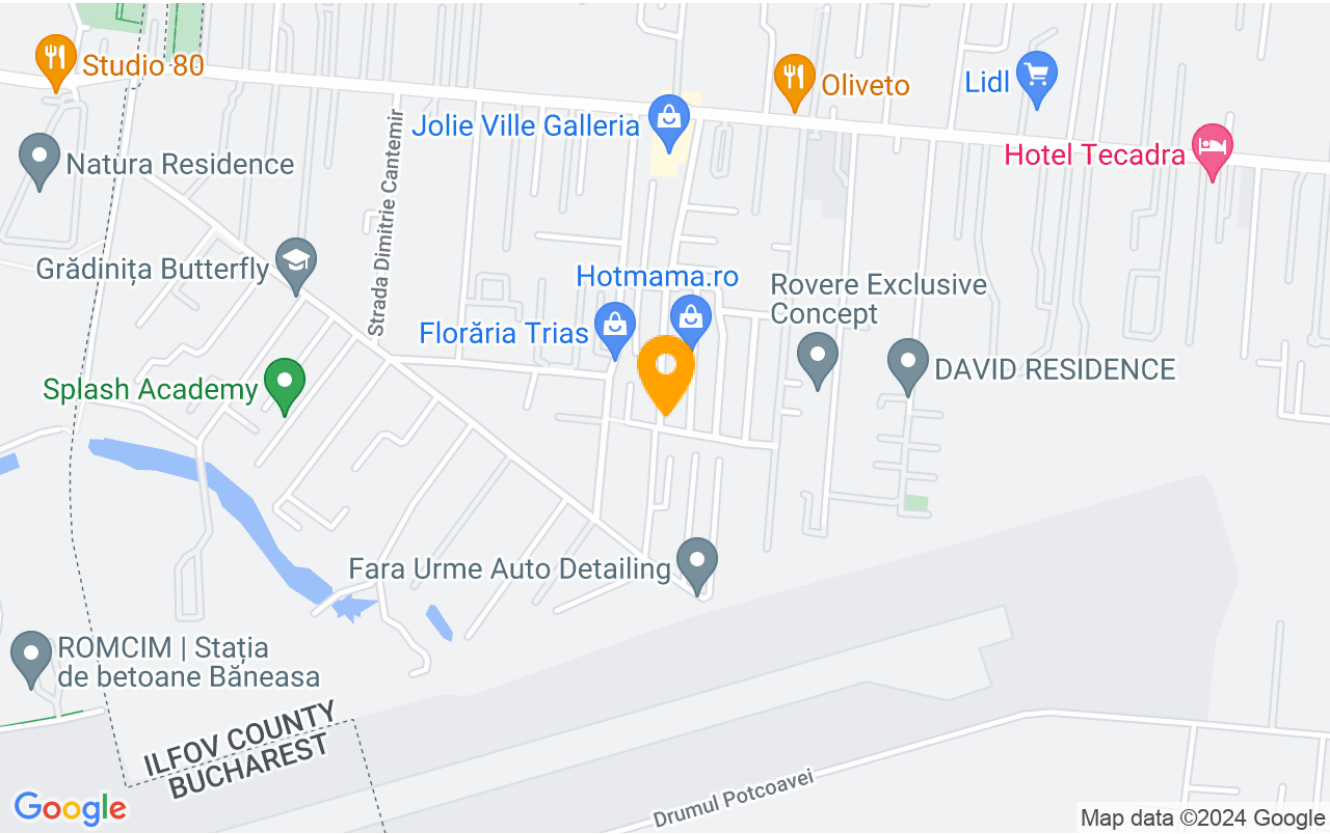 Studio 80
Oliveto
Lidl
Jolie Ville Galleria
Hotel Tecadra
Natura Residence
Strada Dimitrie Cantemir
Grădinița Butterfly
Hotmama.ro
Rovere Exclusive
Concept
Florăria Trias
DAVID RESIDENCE
Splash Academy
Fara Urme Auto Detailing
ROMCIM | Stația
de betoane Băneasa
ILFOV COUNTY
BUCHAREST
Drumul Potcoavei
Google
Map data ©2024 Google